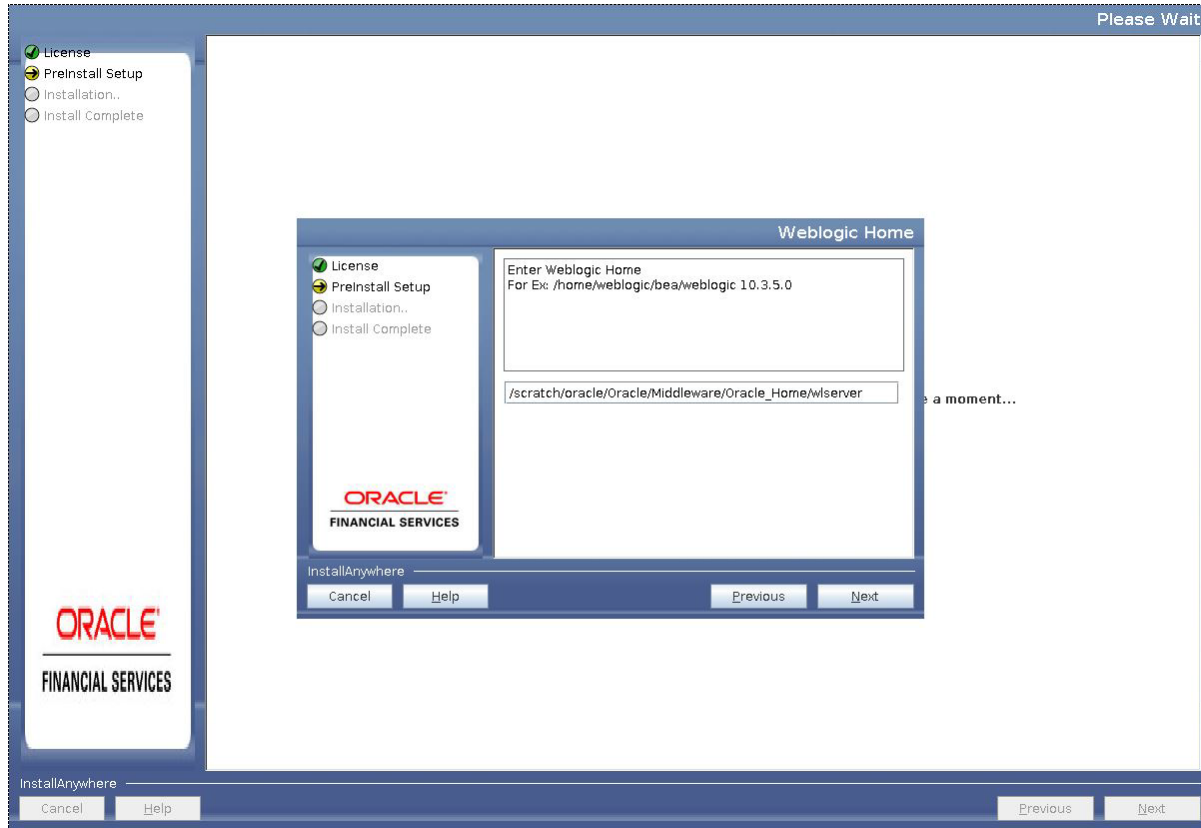 Please Wait
License
PreInstall Setup
Installation..
Install Complete
Weblogic Home
License
PreInstall Setup
Installation..
Install Complete
Enter Weblogic Home
For Ex: /home/weblogic/bea/weblogic 10.3.5.0
/scratch/oracle/Oracle/Middleware/Oracle_Home/wlserver
a moment...
ORACLE
FINANCIAL SERVICES
InstallAnywhere
Cancel
Help
Previous
Next
ORACLE
FINANCIAL SERVICES
InstallAnywhere
Cancel
Help
Previous
Next